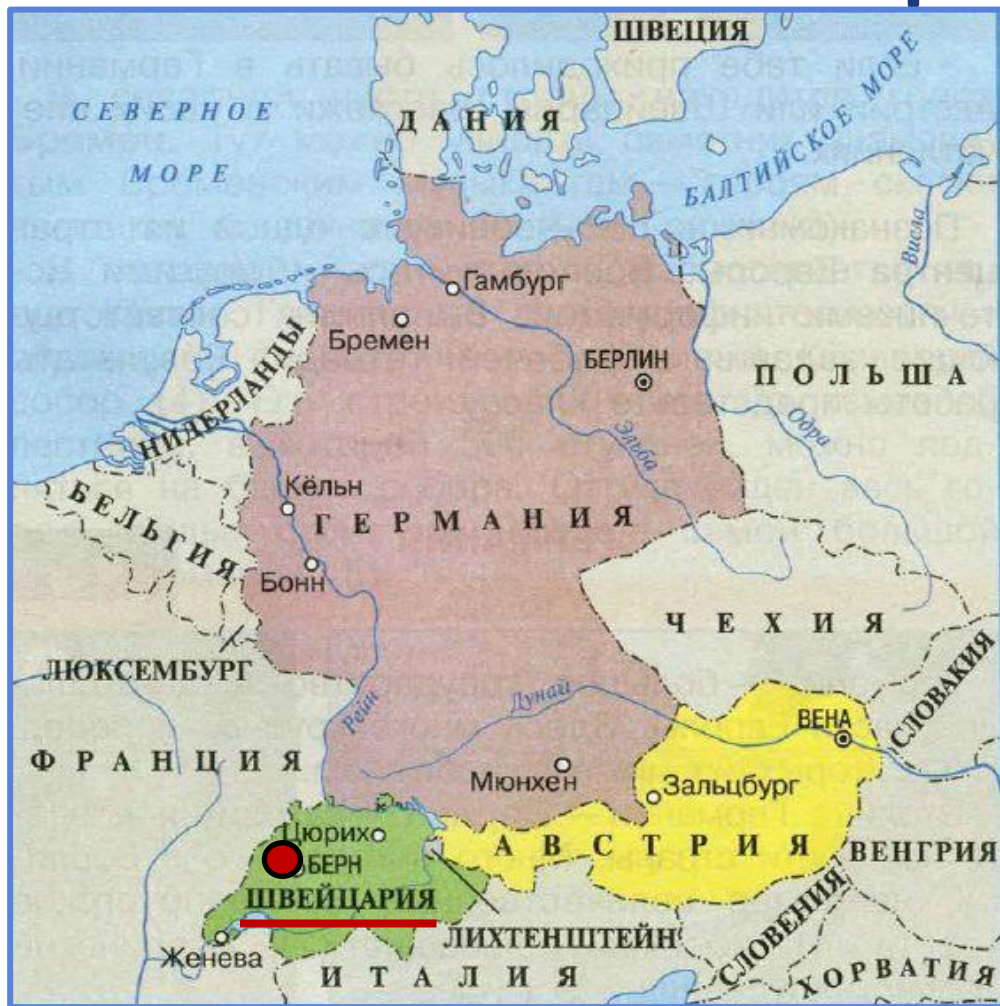 ШВЕЦИЯ
СЕВЕРНОЕ
МОРЕ
ДАНИЯ
БАЛТИЙСКОЕ МОРЕ
Висла
Гамбург
Бремен
БЕРЛИН
ПОЛЬША
НИДЕРЛАНДЫ
Одра
Эльба
БЕЛЬГИЯ
Кёльн
ГЕРМАНИЯ
Бонн
ЧЕХИЯ
ЛЮКСЕМБУРГ
СЛОВАКИЯ
Рейн
Дунай
ВЕНА
ФРАНЦИЯ
Мюнхен
Зальцбург
Цюрих
АВСТРИЯ
ВЕНГРИЯ
БЕРН
ШВЕЙЦАРИЯ
ЛИХТЕНШТЕЙН
СЛОВЕНИЯ
Женева
ИТАЛИЯ
ХОРВАТИЯ